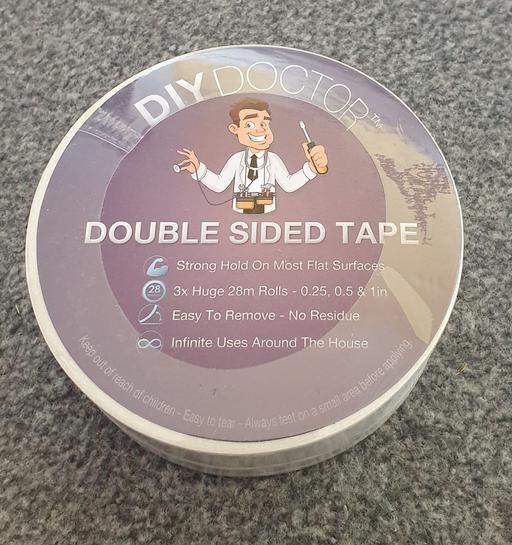 DIYDOCTOR™
DOUBLE SIDED TAPE
Strong Hold On Most Flat Surfaces
28
3x Huge 28m Rolls - 0.25, 0.5 & 1in
Easy To Remove - No Residue
Infinite Uses Around The House
Keep out of reach of children - Easy to tear - Always test on a small area before applying.